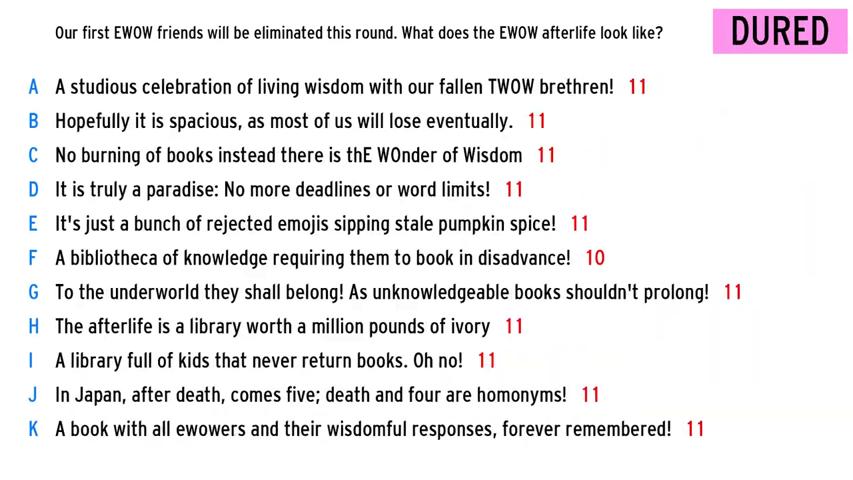 Our first EWOW friends will be eliminated this round. What does the EWOW afterlife look like?
DURED
A A studious celebration of living wisdom with our fallen TWOW brethren! 11
B Hopefully it is spacious, as most of us will lose eventually. 11
C No burning of books instead there is thE WOnder of Wisdom 11
D It is truly a paradise: No more deadlines or word limits! 11
E It's just a bunch of rejected emojis sipping stale pumpkin spice! 11
F A bibliotheca of knowledge requiring them to book in disadvance! 10
G To the underworld they shall belong! As unknowledgeable books shouldn't prolong! 11
H The afterlife is a library worth a million pounds of ivory 11
I A library full of kids that never return books. Oh no! 11
J In Japan, after death, comes five; death and four are homonyms! 11
K A book with all ewowers and their wisdomful responses, forever remembered! 11